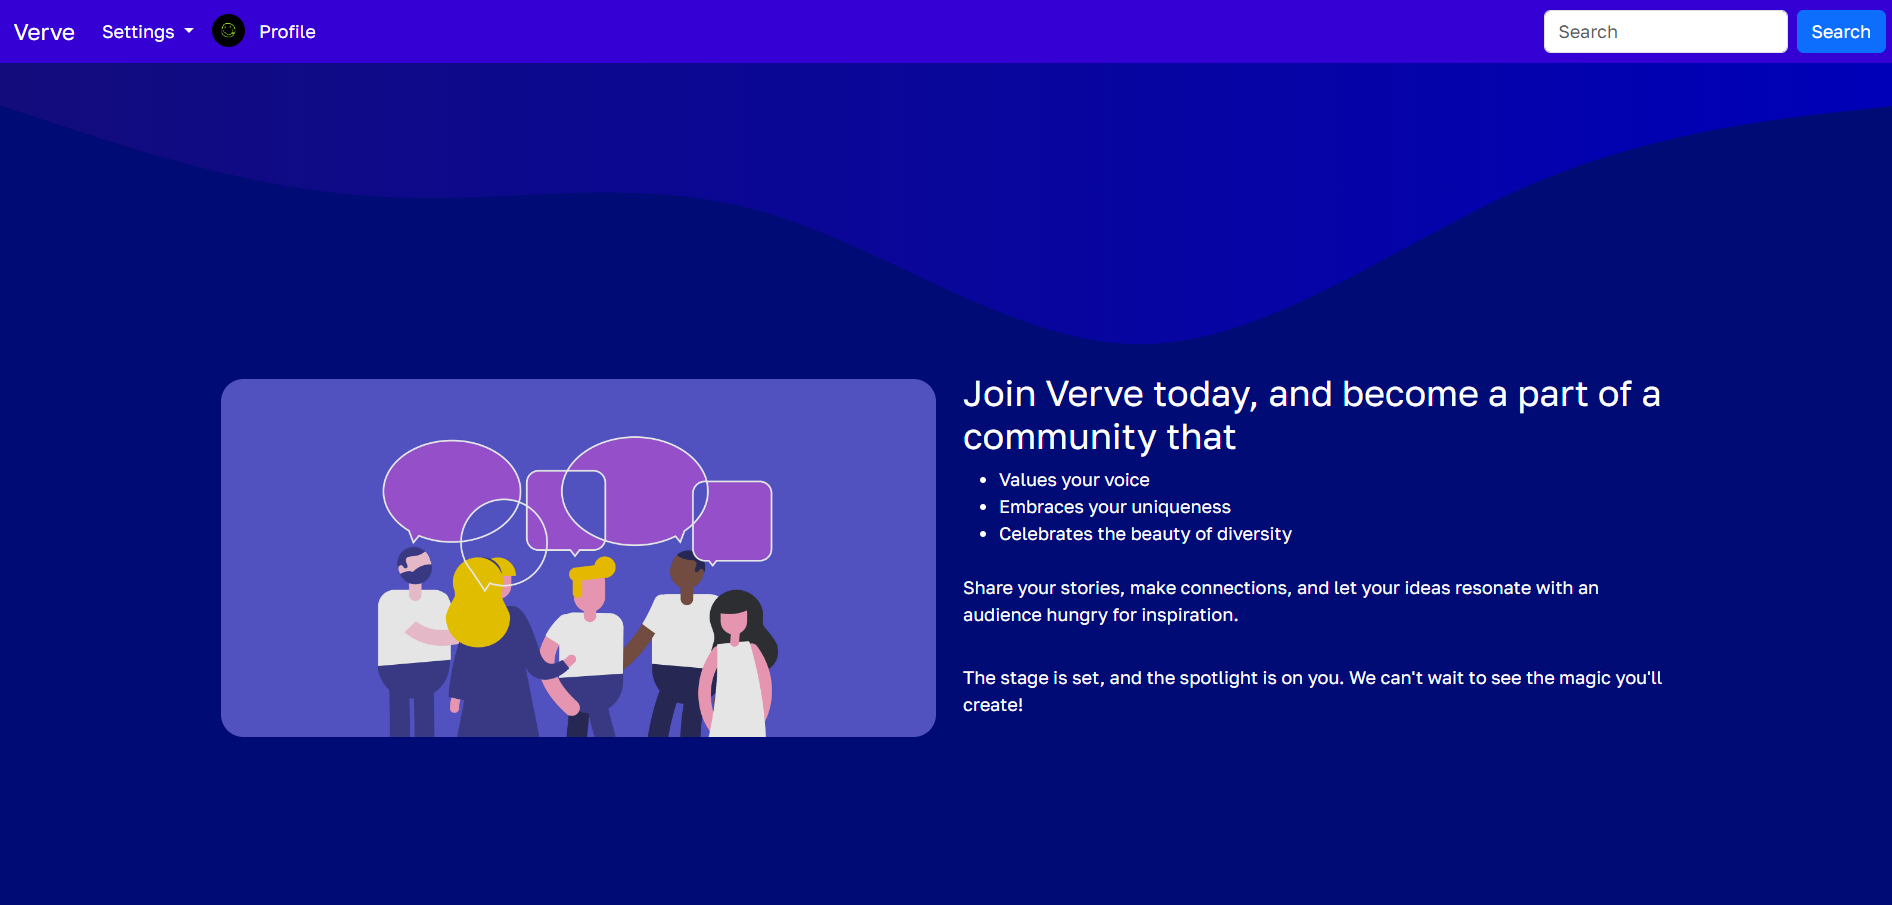 Verve Settings Profile Search Search
Join Verve today, and become a part of a
community that
• Values your voice
• Embraces your uniqueness
• Celebrates the beauty of diversity
Share your stories, make connections, and let your ideas resonate with an
audience hungry for inspiration.
The stage is set, and the spotlight is on you. We can't wait to see the magic you'll
create!